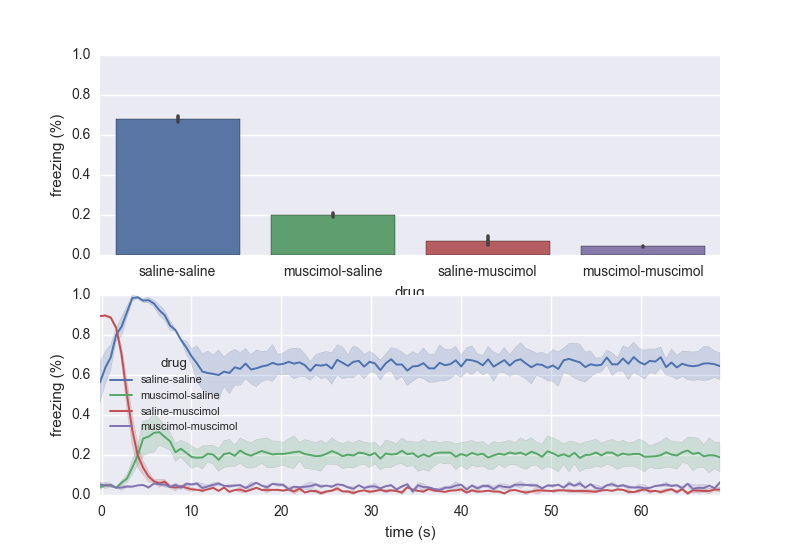 1.0
0.8
0.6
0.4
0.2
0.0
freezing (%)
saline-saline muscimol-saline saline-muscimol muscimol-muscimol
drug
1.0
0.8
0.6
0.4
0.2
0.0
freezing (%)
drug
saline-saline
muscimol-saline
saline-muscimol
muscimol-muscimol
0 10 20 30 40 50 60
time (s)